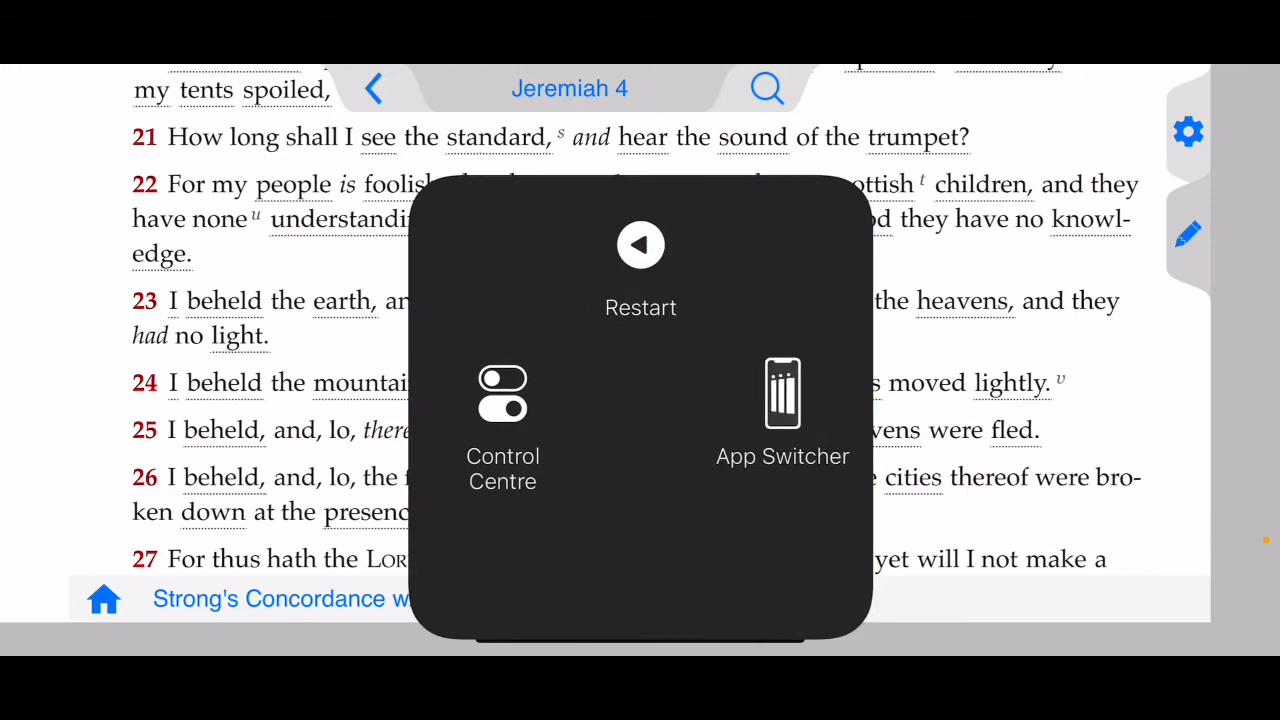 my tents spoiled,
Jeremiah 4
21 How long shall I see the standard, s and hear the sound of the trumpet?
22 For my people is foolis ottish t children, and they
have none u understandi d they have no knowl-
edge.
23 I beheld the earth, an the heavens, and they
had no light.
24 I beheld the mountai s moved lightly. v
25 I beheld, and, lo, there vens were fled.
26 I beheld, and, lo, the f cities thereof were bro-
ken down at the presenc
27 For thus hath the LOR yet will I not make a
Restart
Control
Centre
App Switcher
Strong's Concordance w